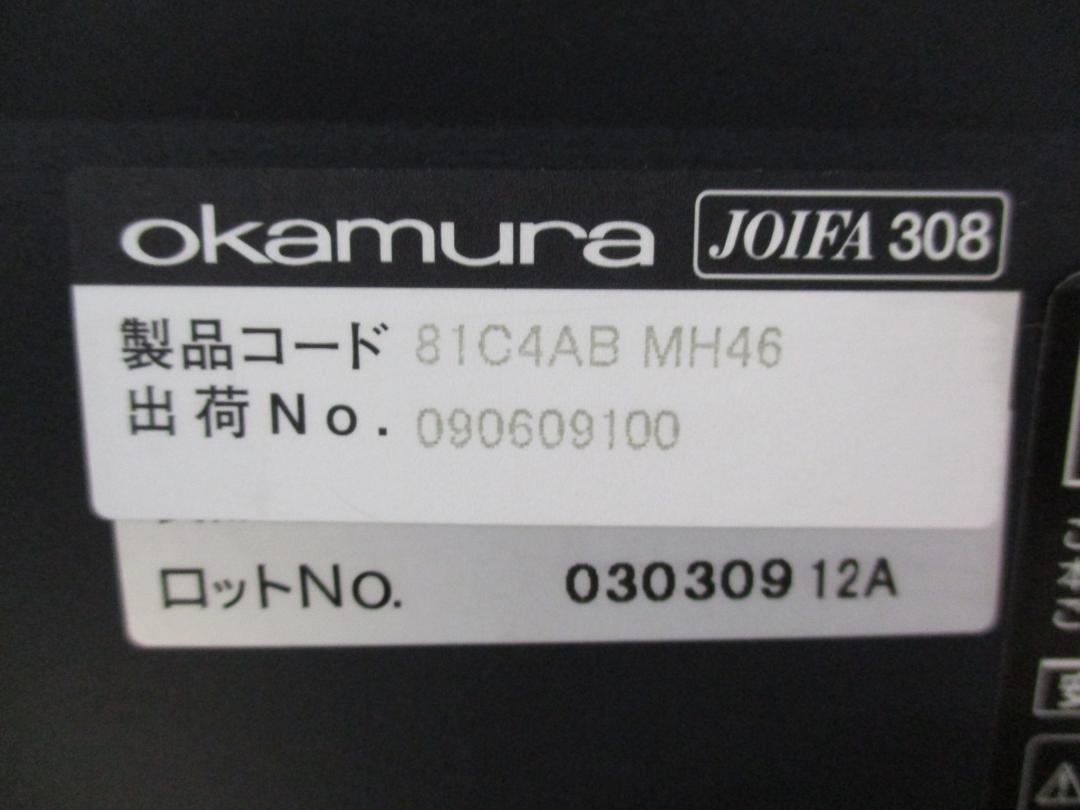 okamura JOIFA 308
製品コード 81C4AB MH46
出荷No. 090609100
ロットNo. 030309 12A
本